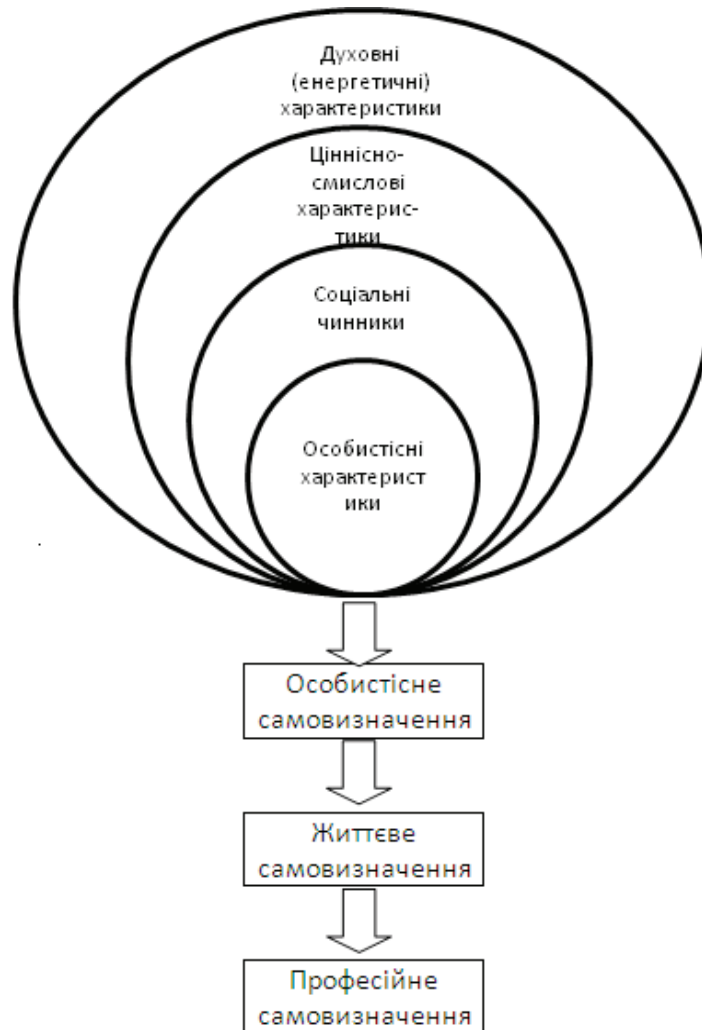 Духовні
(енергетичні)
характеристики
Ціннісно-
смислові
характерис-
тики
Соціальні
чинники
Особистісні
характерист
ики
Особистісне
самовизначення
Життєве
самовизначення
Професійне
самовизначення